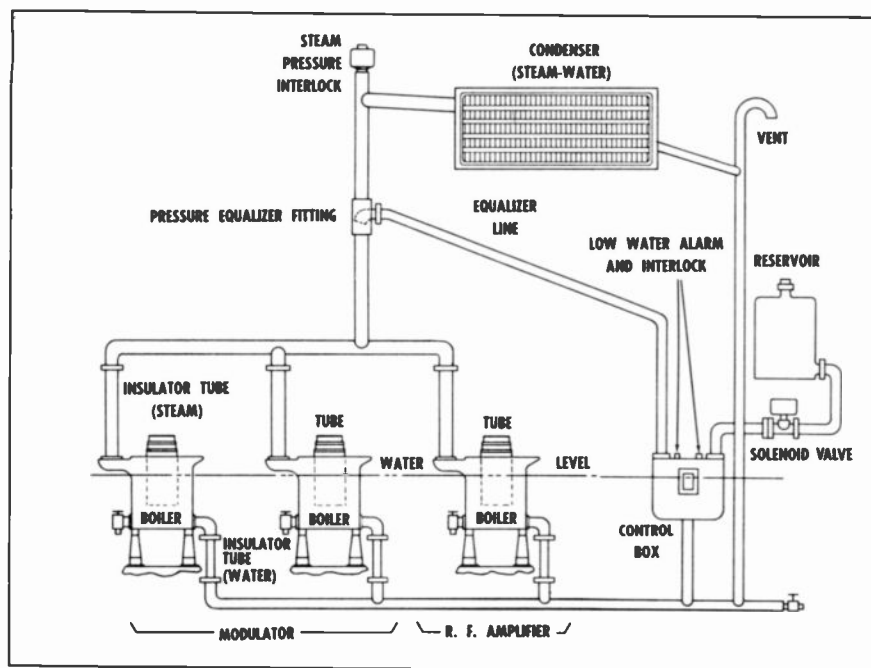 STEAM
PRESSURE
INTERLOCK
CONDENSER
(STEAM-WATER)
VENT
PRESSURE EQUALIZER FITTING
EQUALIZER
LINE
LOW WATER ALARM
AND INTERLOCK
RESERVOIR
INSULATOR TUBE
(STEAM)
TUBE
TUBE
WATER
LEVEL
SOLENOID VALVE
BOILER
BOILER
BOILER
INSULATOR
TUBE
(WATER)
CONTROL
BOX
MODULATOR
R. F. AMPLIFIER